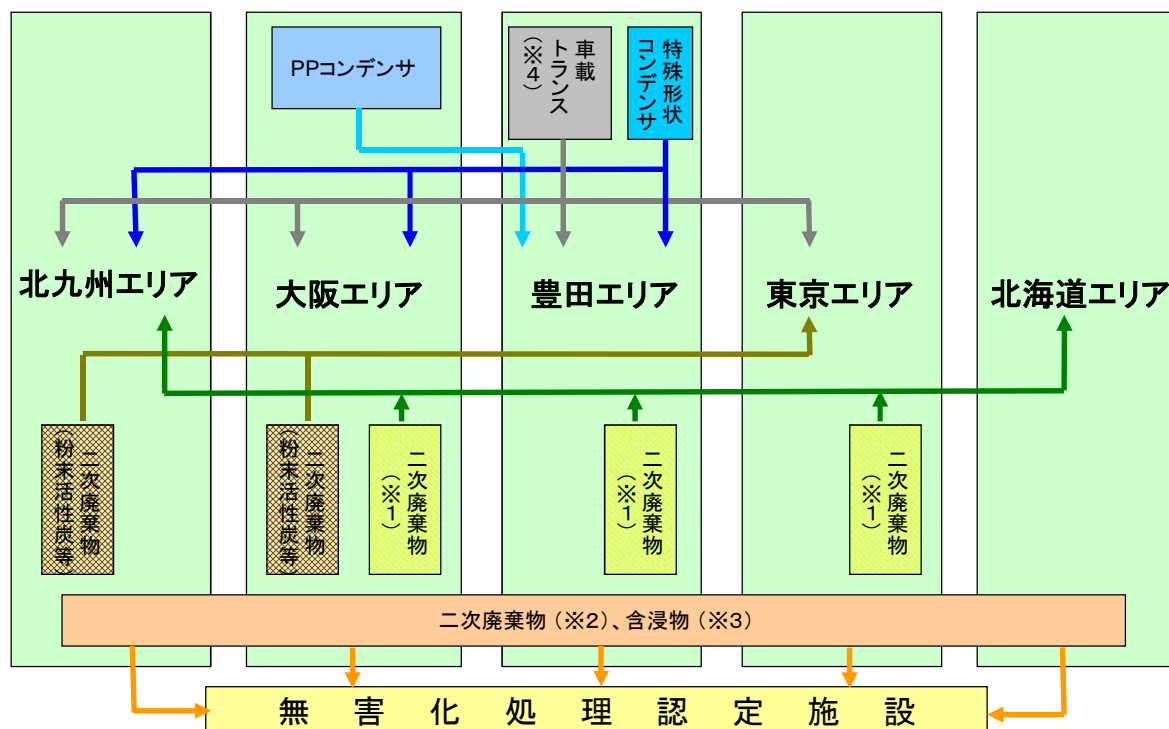 PPコンデンサ
車載
トランス
(※4)
特殊形状
コンデンサ
北九州エリア
大阪エリア
豊田エリア
東京エリア
北海道エリア
二次廃棄物
(粉末活性炭等)
二次廃棄物
(粉末活性炭等)
二次廃棄物
(※1)
二次廃棄物
(※1)
二次廃棄物
(※1)
二次廃棄物(※2)、含浸物(※3)
無害化処理認定施設